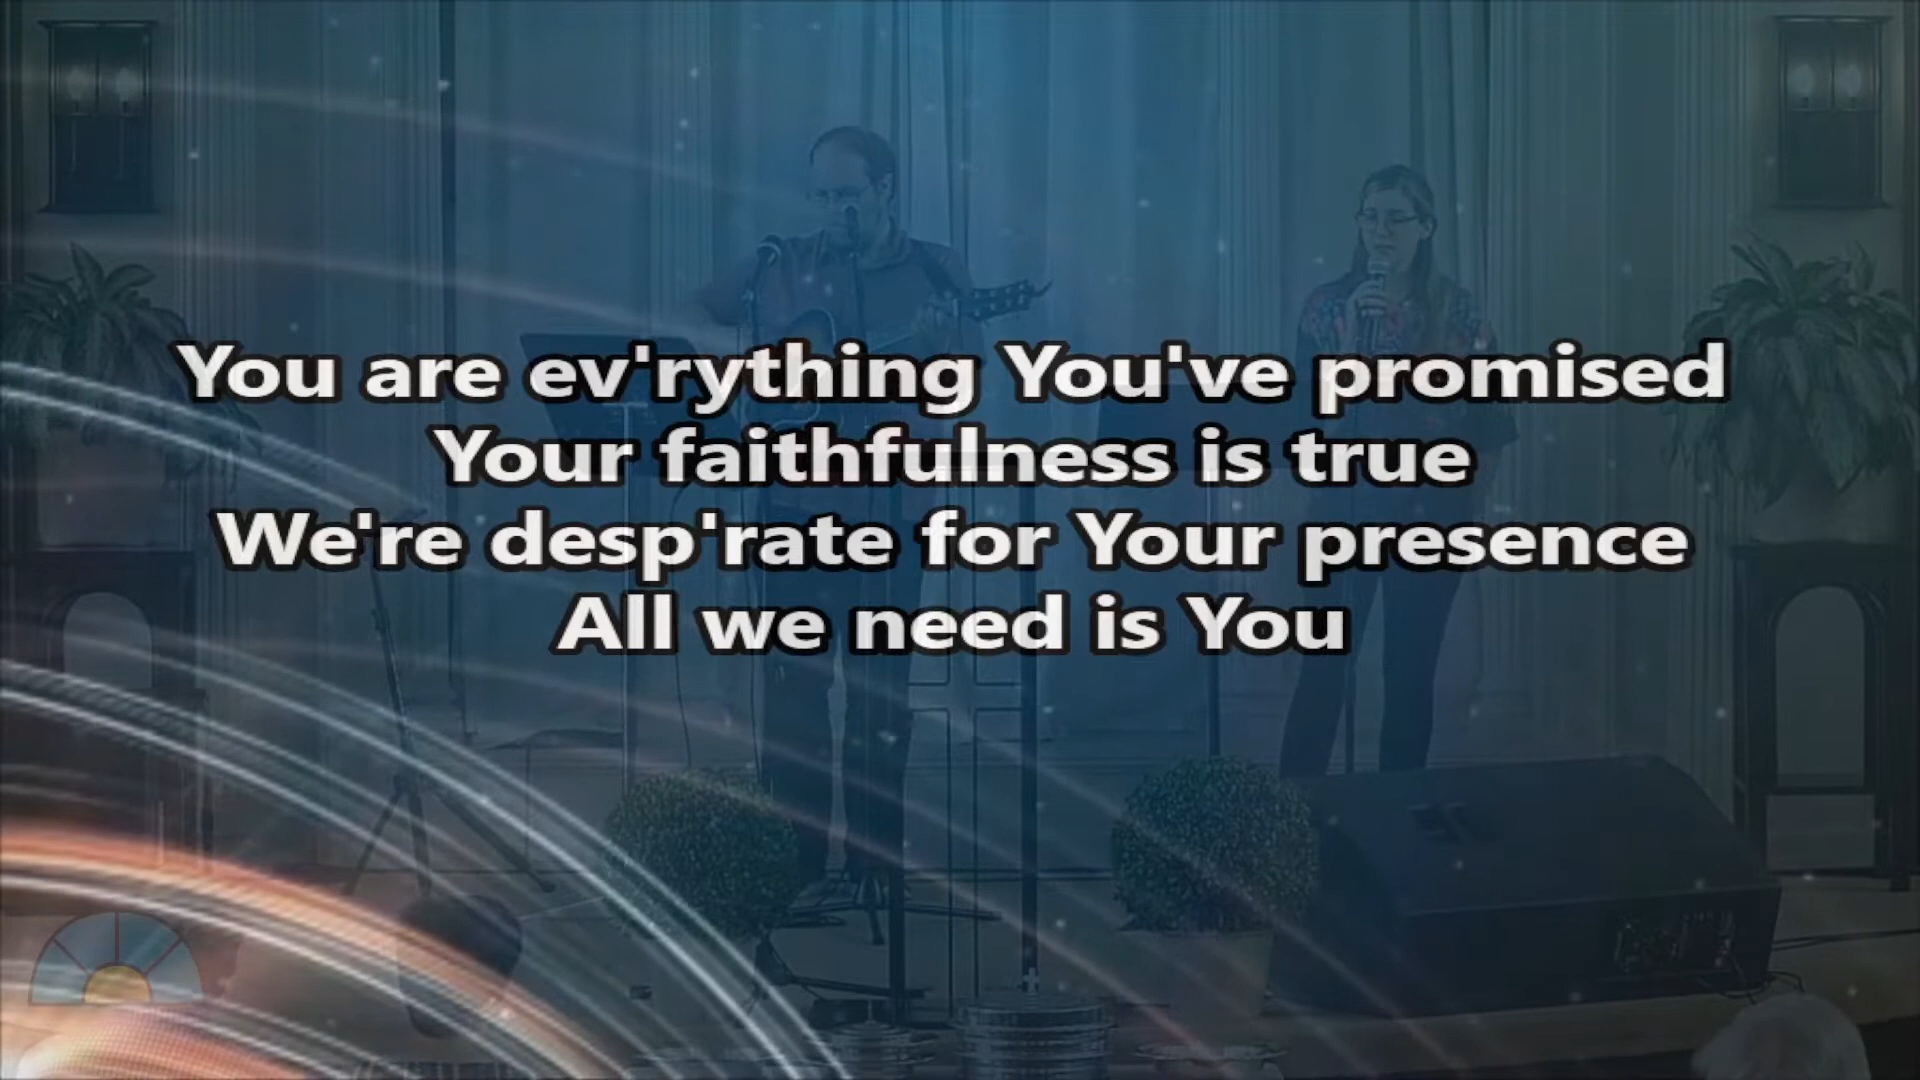 You are ev'rything You've promised
Your faithfulness is true
We're desp'rate for Your presence
All we need is You